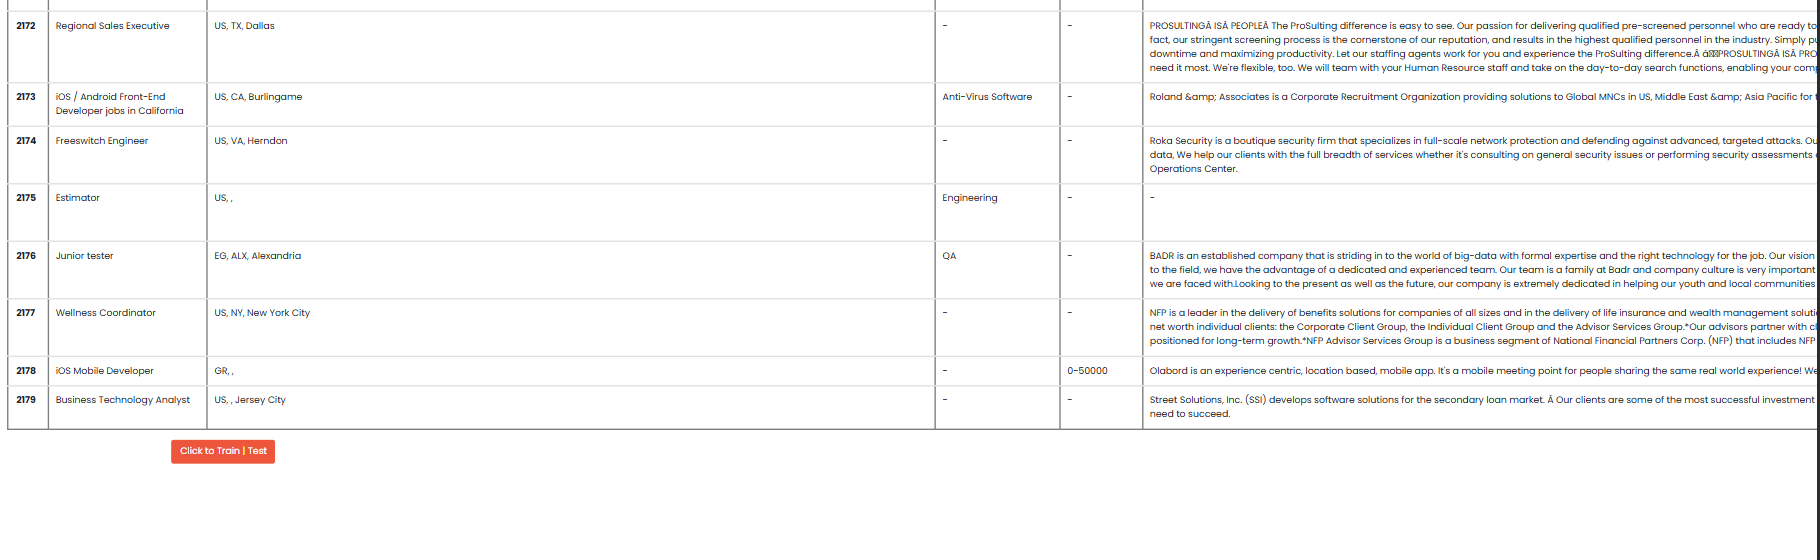 2172 Regional Sales Executive US, TX, Dallas - - PROSULTINGÂ ISÂ PEOPLEÂ The ProSulting difference is easy to see. Our passion for delivering qualified pre-screened personnel who are ready to
fact, our stringent screening process is the cornerstone of our reputation, and results in the highest qualified personnel in the industry. Simply pu
downtime and maximizing productivity. Let our staffing agents work for you and experience the ProSulting difference.Â â PROSULTINGÂ ISÂ PRO
need it most. We're flexible, too. We will team with your Human Resource staff and take on the day-to-day search functions, enabling your comp
2173 iOS / Android Front-End US, CA, Burlingame Anti-Virus Software - Roland &amp; Associates is a Corporate Recruitment Organization providing solutions to Global MNCs in US, Middle East &amp; Asia Pacific for
Developer jobs in California
2174 Freeswitch Engineer US, VA, Herndon - - Roka Security is a boutique security firm that specializes in full-scale network protection and defending against advanced, targeted attacks. Ou
data, We help our clients with the full breadth of services whether it's consulting on general security issues or performing security assessments
Operations Center.
2175 Estimator US, , Engineering - -
2176 Junior tester EG, ALX, Alexandria QA - BADR is an established company that is striding in to the world of big-data with formal expertise and the right technology for the job. Our vision
to the field, we have the advantage of a dedicated and experienced team. Our team is a family at Badr and company culture is very important
we are faced with.Looking to the present as well as the future, our company is extremely dedicated in helping our youth and local communities
2177 Wellness Coordinator US, NY, New York City - - NFP is a leader in the delivery of benefits solutions for companies of all sizes and in the delivery of life insurance and wealth management soluti
net worth individual clients: the Corporate Client Group, the Individual Client Group and the Advisor Services Group.*Our advisors partner with cl
positioned for long-term growth.*NFP Advisor Services Group is a business segment of National Financial Partners Corp. (NFP) that includes NFP
2178 iOS Mobile Developer GR, , - 0-50000 Olabord is an experience centric, location based, mobile app. It's a mobile meeting point for people sharing the same real world experience! We
2179 Business Technology Analyst US, , Jersey City - - Street Solutions, Inc. (SSI) develops software solutions for the secondary loan market. Â Our clients are some of the most successful investment
need to succeed.
Click to Train | Test